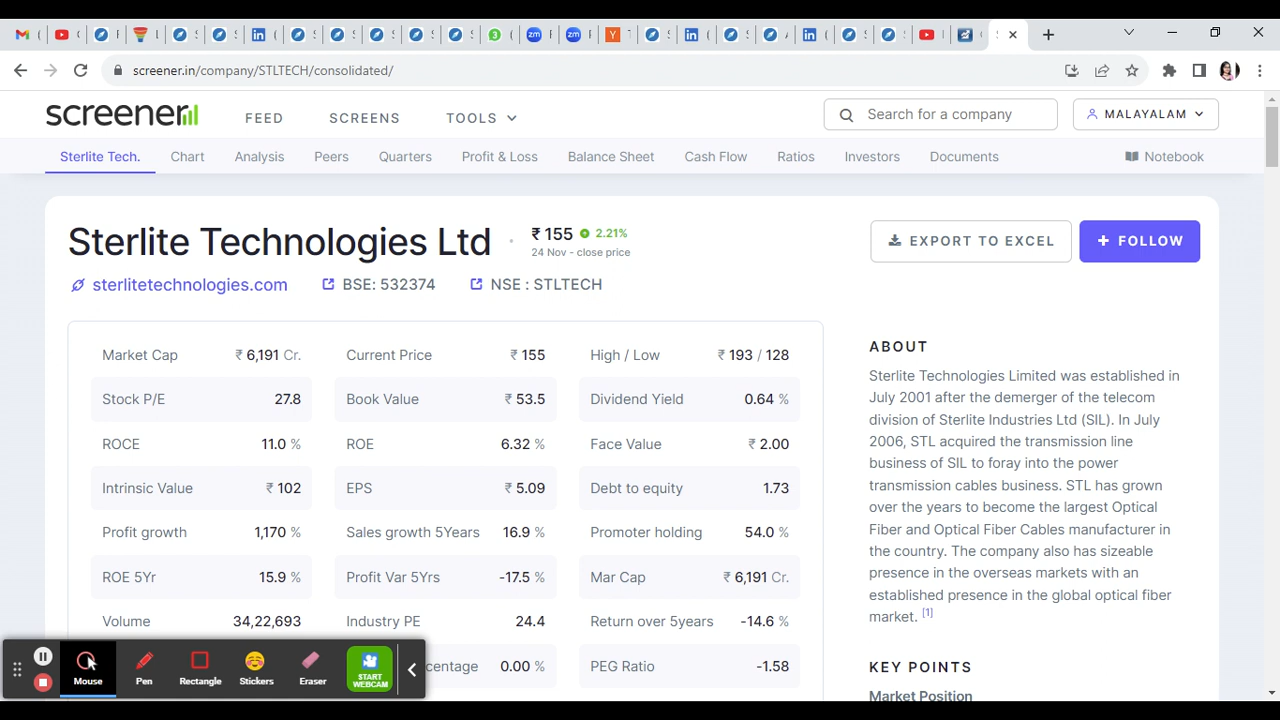 screener.in/company/STLTECH/consolidated/
screener
FEED
SCREENS
TOOLS
Search for a company
MALAYALAM
Sterlite Tech.
Chart
Analysis
Peers
Quarters
Profit & Loss
Balance Sheet
Cash Flow
Ratios
Investors
Documents
Notebook
Sterlite Technologies Ltd
₹ 155 2.21%
24 Nov - close price
EXPORT TO EXCEL
+ FOLLOW
sterlitetechnologies.com
BSE: 532374
NSE : STLTECH
Market Cap ₹ 6,191 Cr.
Current Price ₹ 155
High / Low ₹ 193 / 128
Stock P/E 27.8
Book Value ₹ 53.5
Dividend Yield 0.64 %
ROCE 11.0 %
ROE 6.32 %
Face Value ₹ 2.00
Intrinsic Value ₹ 102
EPS ₹ 5.09
Debt to equity 1.73
Profit growth 1,170 %
Sales growth 5Years 16.9 %
Promoter holding 54.0 %
ROE 5Yr 15.9 %
Profit Var 5Yrs -17.5 %
Mar Cap ₹ 6,191 Cr.
Volume 34,22,693
Industry PE 24.4
Return over 5years -14.6 %
centage 0.00 %
PEG Ratio -1.58
ABOUT
Sterlite Technologies Limited was established in
July 2001 after the demerger of the telecom
division of Sterlite Industries Ltd (SIL). In July
2006, STL acquired the transmission line
business of SIL to foray into the power
transmission cables business. STL has grown
over the years to become the largest Optical
Fiber and Optical Fiber Cables manufacturer in
the country. The company also has sizeable
presence in the overseas markets with an
established presence in the global optical fiber
market. [1]
KEY POINTS
Market Position
Mouse
Pen
Rectangle
Stickers
Eraser
START
WEBCAM